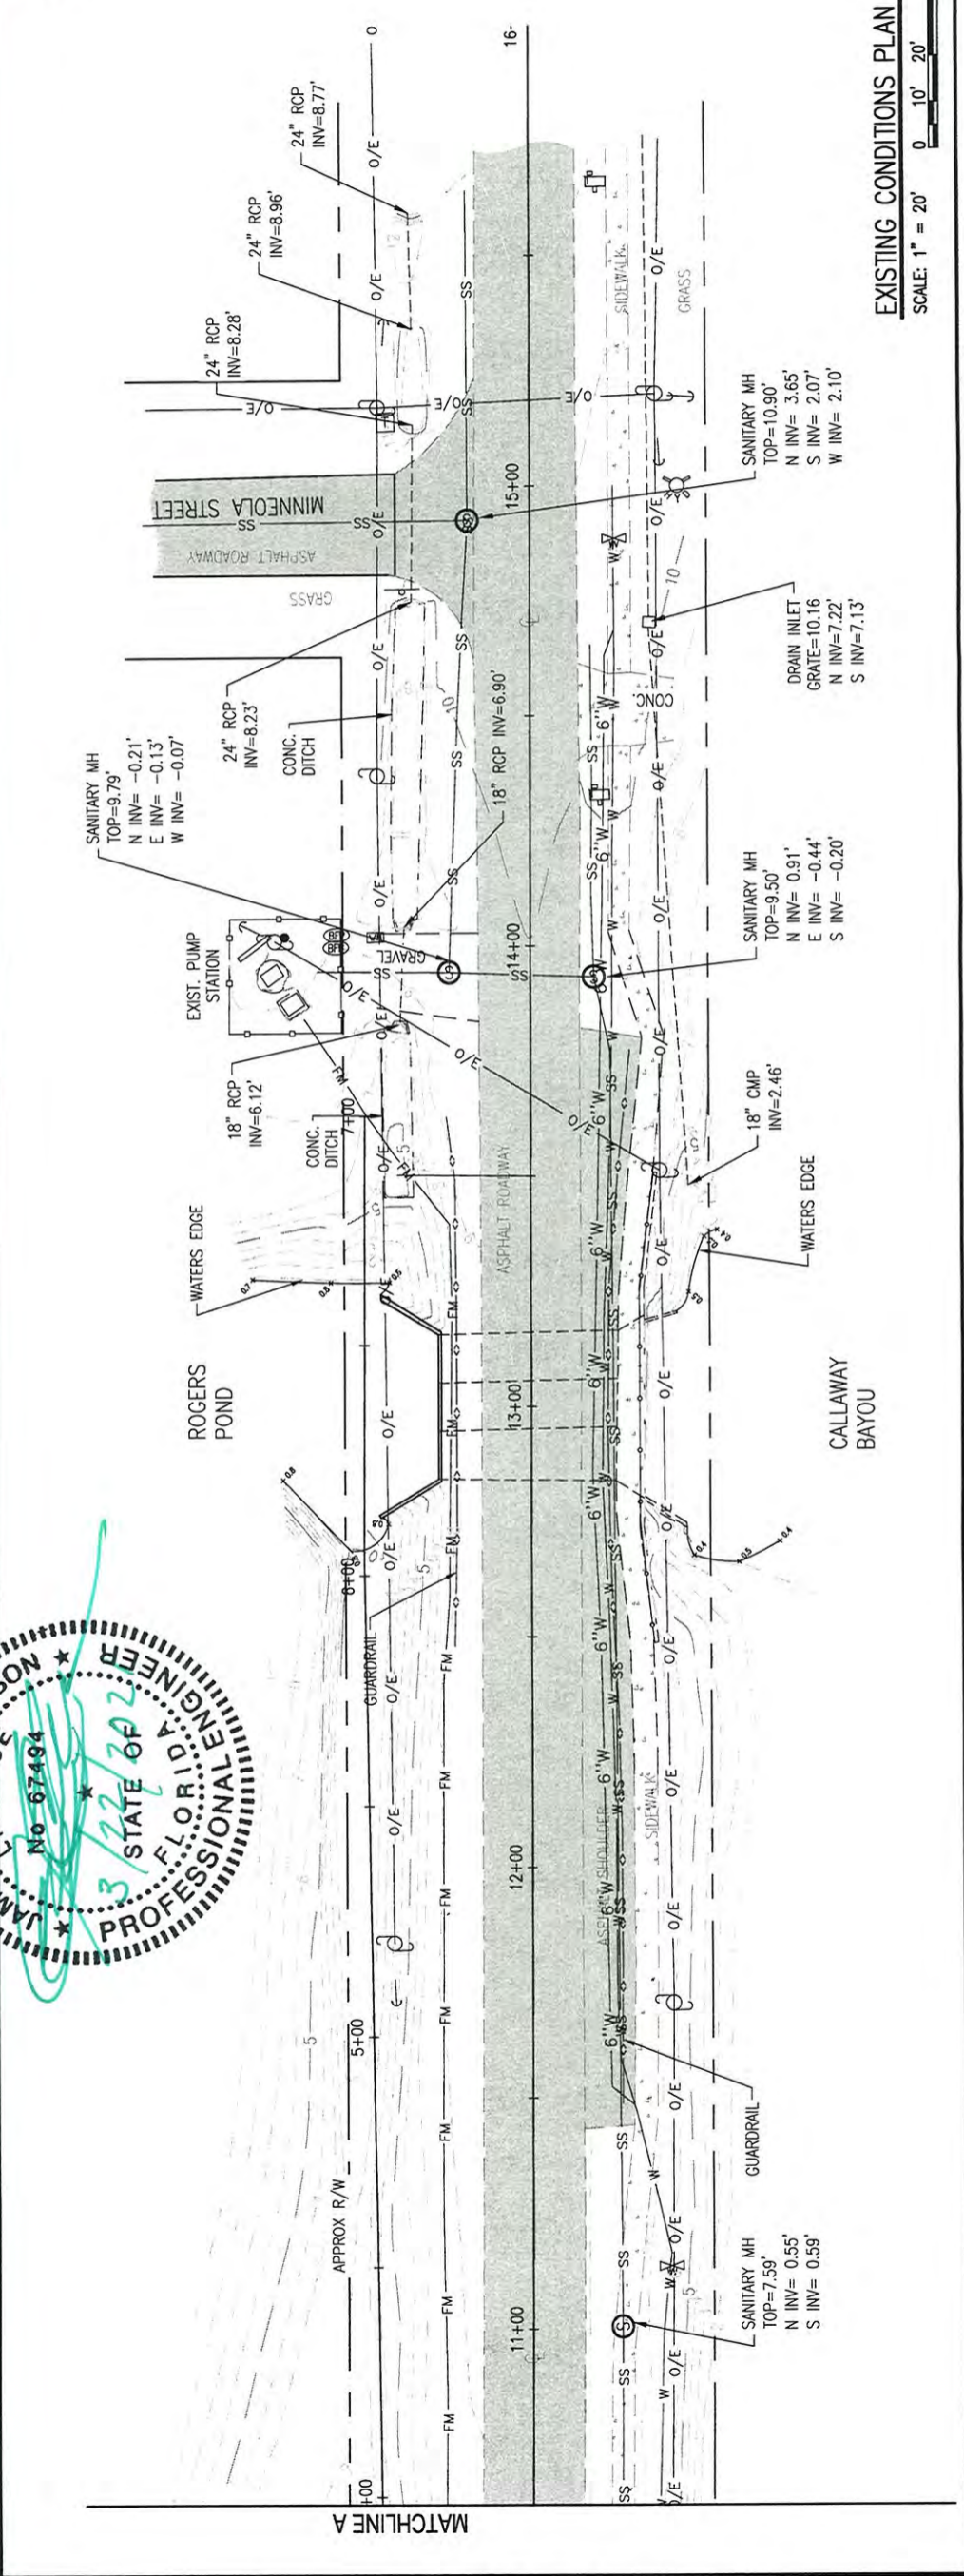 EXISTING CONDITIONS PLAN
SCALE: 1" = 20'
0 10' 20'
MATCHLINE A
APPROX R/W
5+00
6+00
7+00
GUARDRAIL
ROGERS
POND
WATERS EDGE
CONC.
DITCH
18" RCP
INV=6.12'
EXIST. PUMP
STATION
SANITARY MH
TOP=9.79'
N INV= -0.21'
E INV= -0.13'
W INV= -0.07'
24" RCP
INV=8.23'
CONC.
DITCH
18" RCP INV=6.90'
GRAVEL
GRASS
ASPHALT ROADWAY
MINNEOLA STREET
24" RCP
INV=8.28'
24" RCP
INV=8.96'
24" RCP
INV=8.77'
11+00
12+00
13+00
14+00
15+00
16-
ASPHALT ROADWAY
ASPHALT SHOULDER
SIDEWALK
SIDEWALK
GRASS
CONC.
SANITARY MH
TOP=7.59'
N INV= 0.55'
S INV= 0.59'
GUARDRAIL
CALLAWAY
BAYOU
WATERS EDGE
18" CMP
INV=2.46'
SANITARY MH
TOP=9.50'
N INV= 0.91'
E INV= -0.44'
S INV= -0.20'
DRAIN INLET
GRATE=10.16
N INV=7.22'
S INV=7.13'
SANITARY MH
TOP=10.90'
N INV= 3.65'
S INV= 2.07'
W INV= 2.10'
No 67494
STATE OF
FLORIDA
PROFESSIONAL ENGINEER